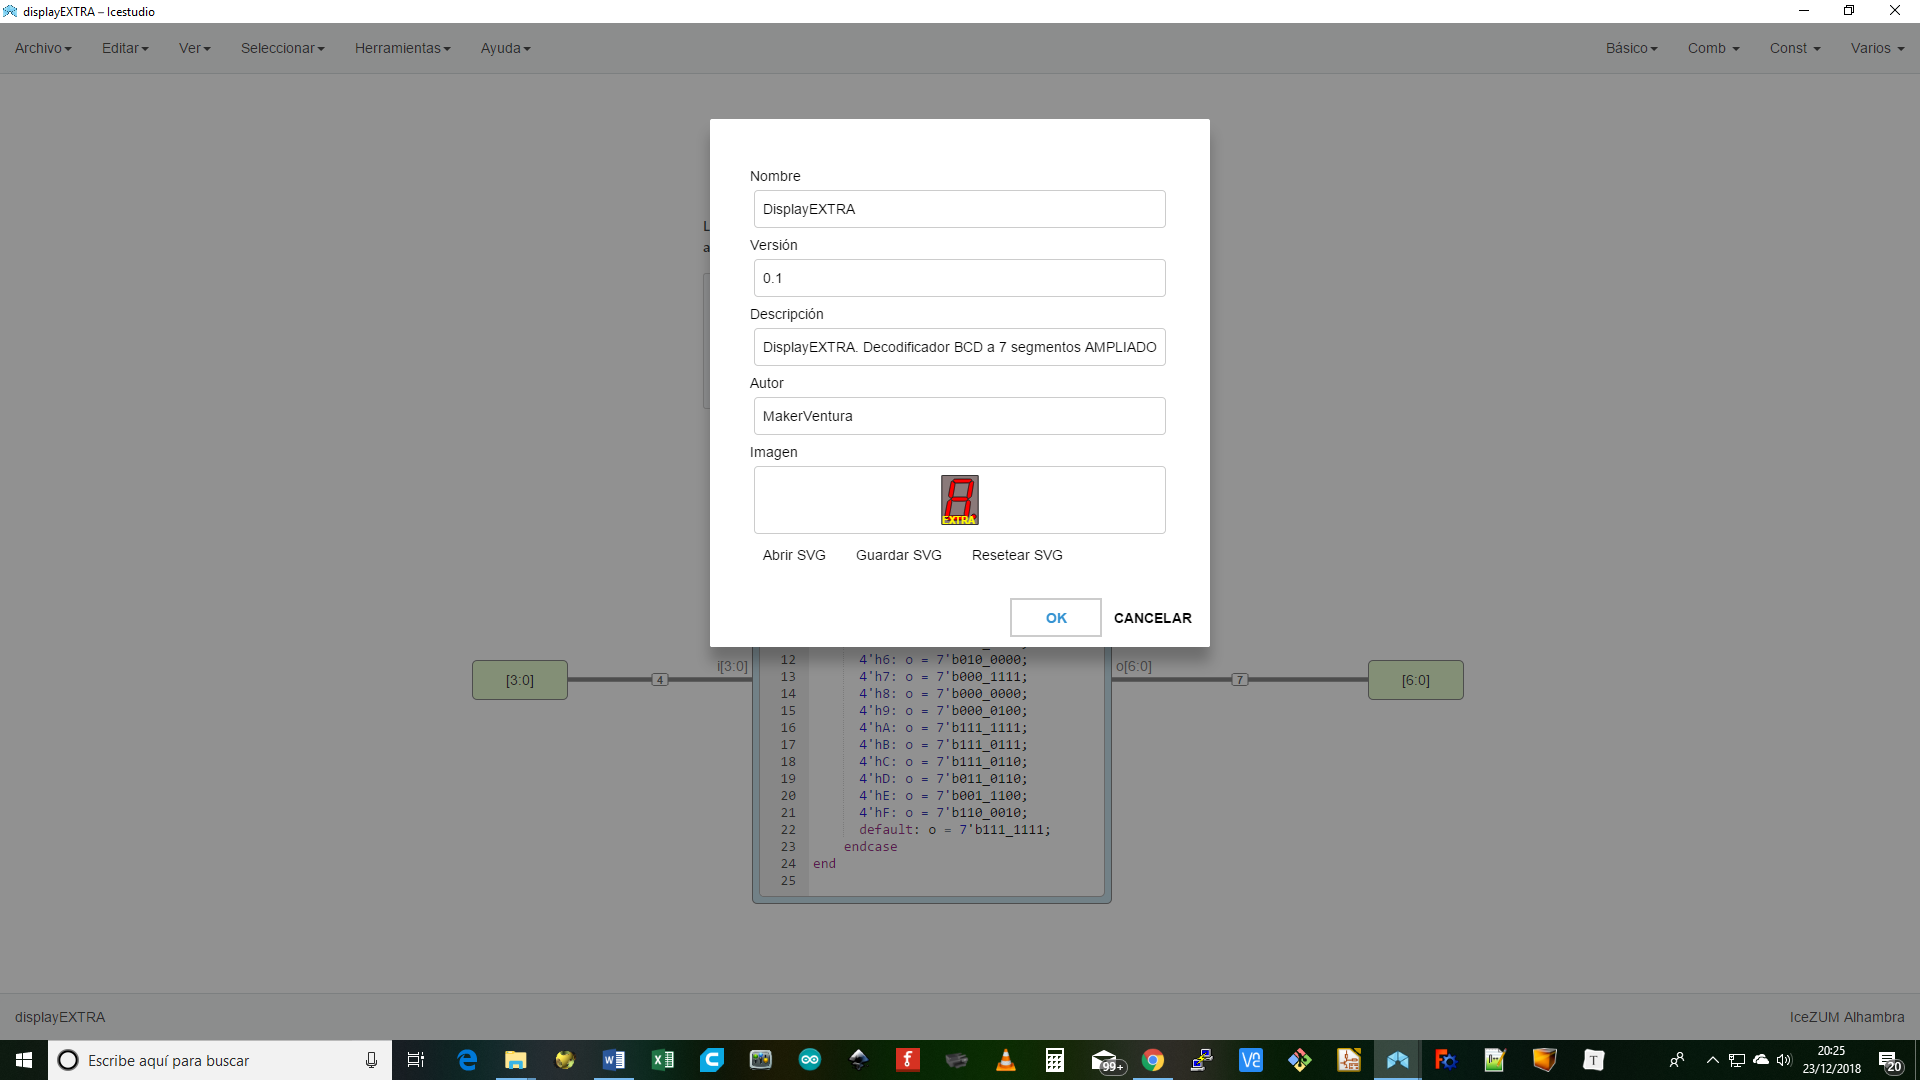 displayEXTRA – Icestudio
Archivo Editar Ver Seleccionar Herramientas Ayuda Básico Comb Const Varios
Nombre
DisplayEXTRA
Versión
0.1
Descripción
DisplayEXTRA. Decodificador BCD a 7 segmentos AMPLIADO
Autor
MakerVentura
Imagen
EXTRA
Abrir SVG Guardar SVG Resetear SVG
OK CANCELAR
[3:0] 4 i[3:0] o[6:0] 7 [6:0]
12 4'h6: o = 7'b010_0000;
13 4'h7: o = 7'b000_1111;
14 4'h8: o = 7'b000_0000;
15 4'h9: o = 7'b000_0100;
16 4'hA: o = 7'b111_1111;
17 4'hB: o = 7'b111_0111;
18 4'hC: o = 7'b111_0110;
19 4'hD: o = 7'b011_0110;
20 4'hE: o = 7'b001_1100;
21 4'hF: o = 7'b110_0010;
22 default: o = 7'b111_1111;
23 endcase
24 end
25
displayEXTRA IceZUM Alhambra
Escribe aquí para buscar
99+
20:25
23/12/2018
20